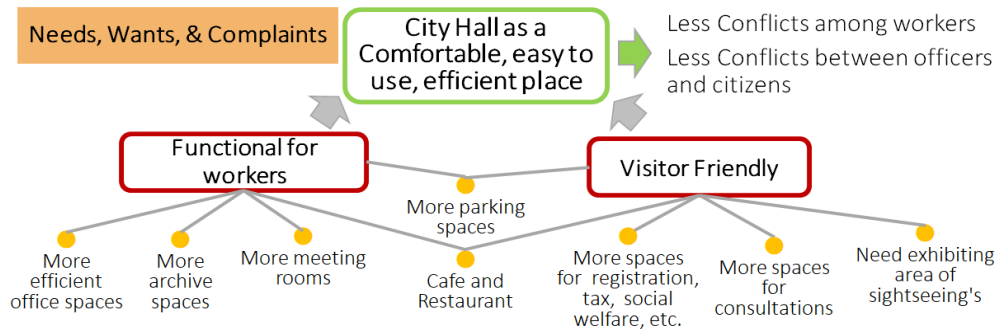 Needs, Wants, & Complaints
City Hall as a
Comfortable, easy to
use, efficient place
Less Conflicts among workers
Less Conflicts between officers
and citizens
Functional for
workers
Visitor Friendly
More parking
spaces
More
efficient
office spaces
More
archive
spaces
More meeting
rooms
Cafe and
Restaurant
More spaces
for registration,
tax, social
welfare, etc.
More spaces
for
consultations
Need exhibiting
area of
sightseeing's